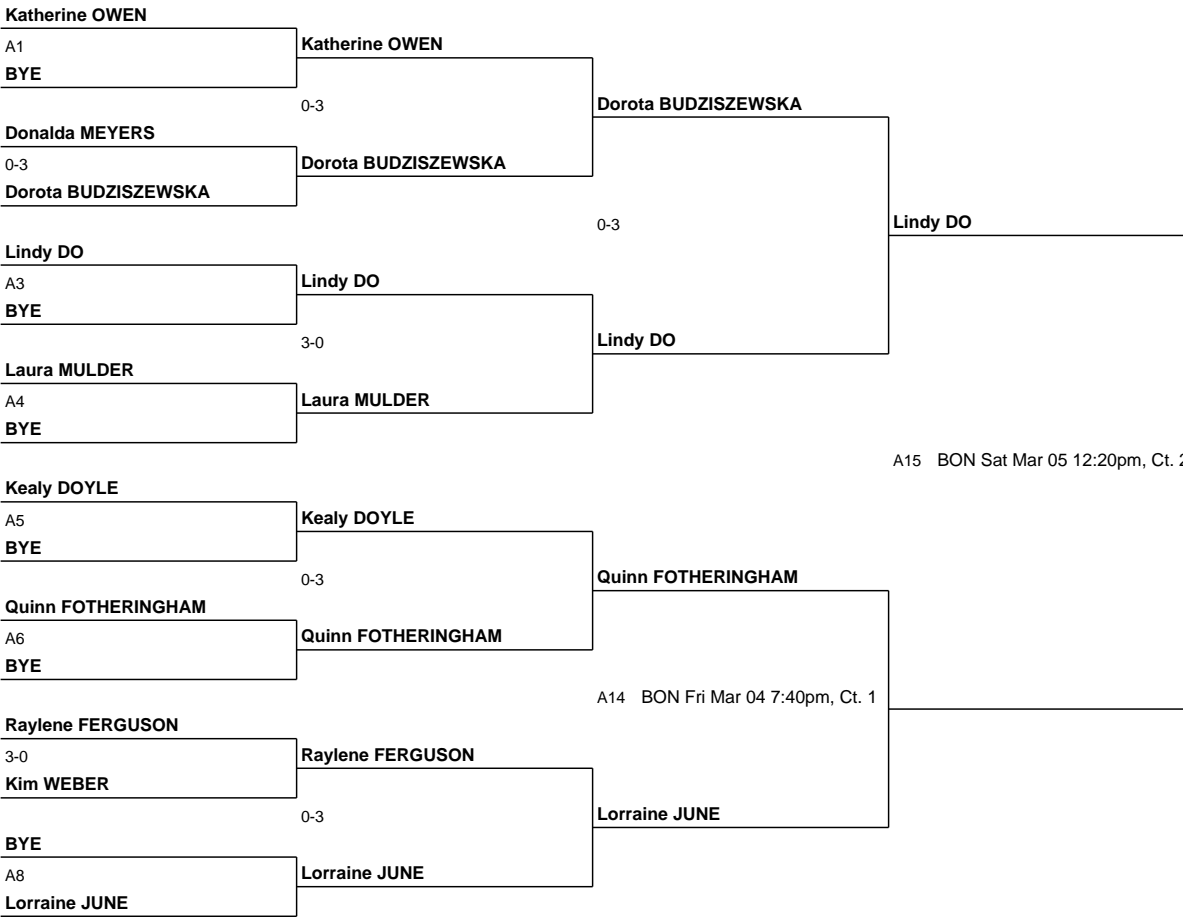 Katherine OWEN
A1
BYE
Katherine OWEN
0-3
Donalda MEYERS
0-3
Dorota BUDZISZEWSKA
Dorota BUDZISZEWSKA
Dorota BUDZISZEWSKA
0-3
Lindy DO
Lindy DO
A3
BYE
Lindy DO
3-0
Lindy DO
Laura MULDER
A4
BYE
Laura MULDER
A15 BON Sat Mar 05 12:20pm, Ct. 2
Kealy DOYLE
A5
BYE
Kealy DOYLE
0-3
Quinn FOTHERINGHAM
Quinn FOTHERINGHAM
A6
BYE
Quinn FOTHERINGHAM
A14 BON Fri Mar 04 7:40pm, Ct. 1
Raylene FERGUSON
3-0
Kim WEBER
Raylene FERGUSON
0-3
Lorraine JUNE
BYE
A8
Lorraine JUNE
Lorraine JUNE